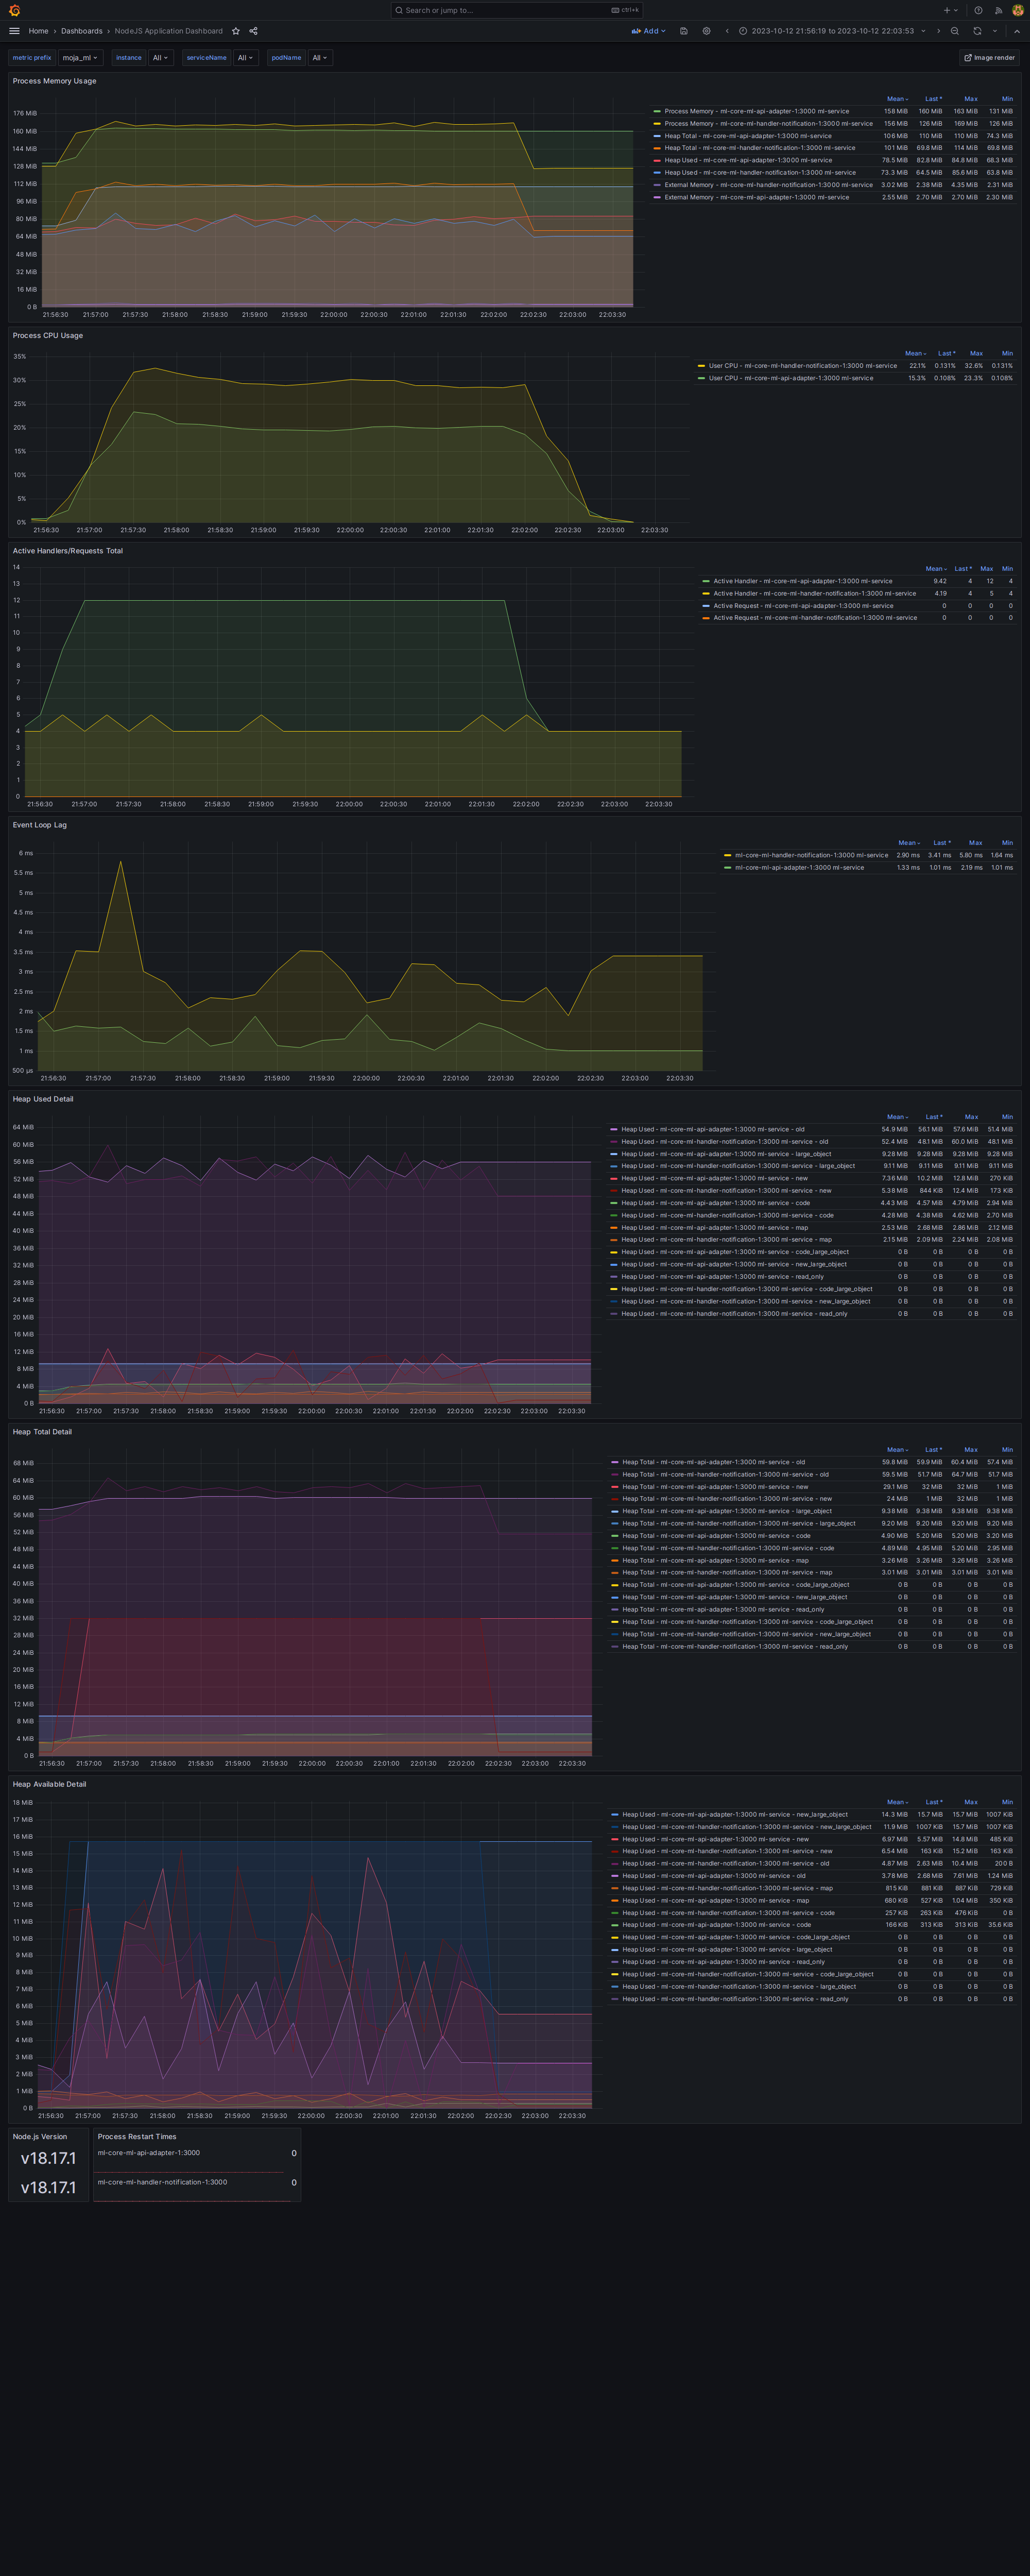 Search or jump to...
ctrl+k
Home › Dashboards › NodeJS Application Dashboard
Add
2023-10-12 21:56:19 to 2023-10-12 22:03:53
metric prefix moja_ml instance All serviceName All podName All
Image render
Process Memory Usage
176 MiB
160 MiB
144 MiB
128 MiB
112 MiB
96 MiB
80 MiB
64 MiB
48 MiB
32 MiB
16 MiB
0 B
21:56:30 21:57:00 21:57:30 21:58:00 21:58:30 21:59:00 21:59:30 22:00:00 22:00:30 22:01:00 22:01:30 22:02:00 22:02:30 22:03:00 22:03:30
Mean Last * Max Min
Process Memory - ml-core-ml-api-adapter-1:3000 ml-service 158 MiB 160 MiB 163 MiB 131 MiB
Process Memory - ml-core-ml-handler-notification-1:3000 ml-service 156 MiB 126 MiB 169 MiB 126 MiB
Heap Total - ml-core-ml-api-adapter-1:3000 ml-service 106 MiB 110 MiB 110 MiB 74.3 MiB
Heap Total - ml-core-ml-handler-notification-1:3000 ml-service 101 MiB 69.8 MiB 114 MiB 69.8 MiB
Heap Used - ml-core-ml-api-adapter-1:3000 ml-service 78.5 MiB 82.8 MiB 84.8 MiB 68.3 MiB
Heap Used - ml-core-ml-handler-notification-1:3000 ml-service 73.3 MiB 64.5 MiB 85.6 MiB 63.8 MiB
External Memory - ml-core-ml-handler-notification-1:3000 ml-service 3.02 MiB 2.38 MiB 4.35 MiB 2.31 MiB
External Memory - ml-core-ml-api-adapter-1:3000 ml-service 2.55 MiB 2.70 MiB 2.70 MiB 2.30 MiB
Process CPU Usage
35%
30%
25%
20%
15%
10%
5%
0%
21:56:30 21:57:00 21:57:30 21:58:00 21:58:30 21:59:00 21:59:30 22:00:00 22:00:30 22:01:00 22:01:30 22:02:00 22:02:30 22:03:00 22:03:30
Mean Last * Max Min
User CPU - ml-core-ml-handler-notification-1:3000 ml-service 22.1% 0.131% 32.6% 0.131%
User CPU - ml-core-ml-api-adapter-1:3000 ml-service 15.3% 0.108% 23.3% 0.108%
Active Handlers/Requests Total
14
13
12
11
10
9
8
7
6
5
4
3
2
1
0
21:56:30 21:57:00 21:57:30 21:58:00 21:58:30 21:59:00 21:59:30 22:00:00 22:00:30 22:01:00 22:01:30 22:02:00 22:02:30 22:03:00 22:03:30
Mean Last * Max Min
Active Handler - ml-core-ml-api-adapter-1:3000 ml-service 9.42 4 12 4
Active Handler - ml-core-ml-handler-notification-1:3000 ml-service 4.19 4 5 4
Active Request - ml-core-ml-api-adapter-1:3000 ml-service 0 0 0 0
Active Request - ml-core-ml-handler-notification-1:3000 ml-service 0 0 0 0
Event Loop Lag
6 ms
5.5 ms
5 ms
4.5 ms
4 ms
3.5 ms
3 ms
2.5 ms
2 ms
1.5 ms
1 ms
500 µs
21:56:30 21:57:00 21:57:30 21:58:00 21:58:30 21:59:00 21:59:30 22:00:00 22:00:30 22:01:00 22:01:30 22:02:00 22:02:30 22:03:00 22:03:30
Mean Last * Max Min
ml-core-ml-handler-notification-1:3000 ml-service 2.90 ms 3.41 ms 5.80 ms 1.64 ms
ml-core-ml-api-adapter-1:3000 ml-service 1.33 ms 1.01 ms 2.19 ms 1.01 ms
Heap Used Detail
64 MiB
60 MiB
56 MiB
52 MiB
48 MiB
44 MiB
40 MiB
36 MiB
32 MiB
28 MiB
24 MiB
20 MiB
16 MiB
12 MiB
8 MiB
4 MiB
0 B
21:56:30 21:57:00 21:57:30 21:58:00 21:58:30 21:59:00 21:59:30 22:00:00 22:00:30 22:01:00 22:01:30 22:02:00 22:02:30 22:03:00 22:03:30
Mean Last * Max Min
Heap Used - ml-core-ml-api-adapter-1:3000 ml-service - old 54.9 MiB 56.1 MiB 57.6 MiB 51.4 MiB
Heap Used - ml-core-ml-handler-notification-1:3000 ml-service - old 52.4 MiB 48.1 MiB 60.0 MiB 48.1 MiB
Heap Used - ml-core-ml-api-adapter-1:3000 ml-service - large_object 9.28 MiB 9.28 MiB 9.28 MiB 9.28 MiB
Heap Used - ml-core-ml-handler-notification-1:3000 ml-service - large_object 9.11 MiB 9.11 MiB 9.11 MiB 9.11 MiB
Heap Used - ml-core-ml-api-adapter-1:3000 ml-service - new 7.36 MiB 10.2 MiB 12.8 MiB 270 KiB
Heap Used - ml-core-ml-handler-notification-1:3000 ml-service - new 5.38 MiB 844 KiB 12.4 MiB 173 KiB
Heap Used - ml-core-ml-api-adapter-1:3000 ml-service - code 4.43 MiB 4.57 MiB 4.79 MiB 2.94 MiB
Heap Used - ml-core-ml-handler-notification-1:3000 ml-service - code 4.28 MiB 4.38 MiB 4.62 MiB 2.70 MiB
Heap Used - ml-core-ml-api-adapter-1:3000 ml-service - map 2.53 MiB 2.68 MiB 2.86 MiB 2.12 MiB
Heap Used - ml-core-ml-handler-notification-1:3000 ml-service - map 2.15 MiB 2.09 MiB 2.24 MiB 2.08 MiB
Heap Used - ml-core-ml-api-adapter-1:3000 ml-service - code_large_object 0 B 0 B 0 B 0 B
Heap Used - ml-core-ml-api-adapter-1:3000 ml-service - new_large_object 0 B 0 B 0 B 0 B
Heap Used - ml-core-ml-api-adapter-1:3000 ml-service - read_only 0 B 0 B 0 B 0 B
Heap Used - ml-core-ml-handler-notification-1:3000 ml-service - code_large_object 0 B 0 B 0 B 0 B
Heap Used - ml-core-ml-handler-notification-1:3000 ml-service - new_large_object 0 B 0 B 0 B 0 B
Heap Used - ml-core-ml-handler-notification-1:3000 ml-service - read_only 0 B 0 B 0 B 0 B
Heap Total Detail
68 MiB
64 MiB
60 MiB
56 MiB
52 MiB
48 MiB
44 MiB
40 MiB
36 MiB
32 MiB
28 MiB
24 MiB
20 MiB
16 MiB
12 MiB
8 MiB
4 MiB
0 B
21:56:30 21:57:00 21:57:30 21:58:00 21:58:30 21:59:00 21:59:30 22:00:00 22:00:30 22:01:00 22:01:30 22:02:00 22:02:30 22:03:00 22:03:30
Mean Last * Max Min
Heap Total - ml-core-ml-api-adapter-1:3000 ml-service - old 59.8 MiB 59.9 MiB 60.4 MiB 57.4 MiB
Heap Total - ml-core-ml-handler-notification-1:3000 ml-service - old 59.5 MiB 51.7 MiB 64.7 MiB 51.7 MiB
Heap Total - ml-core-ml-api-adapter-1:3000 ml-service - new 29.1 MiB 32 MiB 32 MiB 1 MiB
Heap Total - ml-core-ml-handler-notification-1:3000 ml-service - new 24 MiB 1 MiB 32 MiB 1 MiB
Heap Total - ml-core-ml-api-adapter-1:3000 ml-service - large_object 9.38 MiB 9.38 MiB 9.38 MiB 9.38 MiB
Heap Total - ml-core-ml-handler-notification-1:3000 ml-service - large_object 9.20 MiB 9.20 MiB 9.20 MiB 9.20 MiB
Heap Total - ml-core-ml-api-adapter-1:3000 ml-service - code 4.90 MiB 5.20 MiB 5.20 MiB 3.20 MiB
Heap Total - ml-core-ml-handler-notification-1:3000 ml-service - code 4.89 MiB 4.95 MiB 5.20 MiB 2.95 MiB
Heap Total - ml-core-ml-api-adapter-1:3000 ml-service - map 3.26 MiB 3.26 MiB 3.26 MiB 3.26 MiB
Heap Total - ml-core-ml-handler-notification-1:3000 ml-service - map 3.01 MiB 3.01 MiB 3.01 MiB 3.01 MiB
Heap Total - ml-core-ml-api-adapter-1:3000 ml-service - code_large_object 0 B 0 B 0 B 0 B
Heap Total - ml-core-ml-api-adapter-1:3000 ml-service - new_large_object 0 B 0 B 0 B 0 B
Heap Total - ml-core-ml-api-adapter-1:3000 ml-service - read_only 0 B 0 B 0 B 0 B
Heap Total - ml-core-ml-handler-notification-1:3000 ml-service - code_large_object 0 B 0 B 0 B 0 B
Heap Total - ml-core-ml-handler-notification-1:3000 ml-service - new_large_object 0 B 0 B 0 B 0 B
Heap Total - ml-core-ml-handler-notification-1:3000 ml-service - read_only 0 B 0 B 0 B 0 B
Heap Available Detail
18 MiB
17 MiB
16 MiB
15 MiB
14 MiB
13 MiB
12 MiB
11 MiB
10 MiB
9 MiB
8 MiB
7 MiB
6 MiB
5 MiB
4 MiB
3 MiB
2 MiB
1 MiB
0 B
21:56:30 21:57:00 21:57:30 21:58:00 21:58:30 21:59:00 21:59:30 22:00:00 22:00:30 22:01:00 22:01:30 22:02:00 22:02:30 22:03:00 22:03:30
Mean Last * Max Min
Heap Used - ml-core-ml-api-adapter-1:3000 ml-service - new_large_object 14.3 MiB 15.7 MiB 15.7 MiB 1007 KiB
Heap Used - ml-core-ml-handler-notification-1:3000 ml-service - new_large_object 11.9 MiB 1007 KiB 15.7 MiB 1007 KiB
Heap Used - ml-core-ml-api-adapter-1:3000 ml-service - new 6.97 MiB 5.57 MiB 14.8 MiB 485 KiB
Heap Used - ml-core-ml-handler-notification-1:3000 ml-service - new 6.54 MiB 163 KiB 15.2 MiB 163 KiB
Heap Used - ml-core-ml-handler-notification-1:3000 ml-service - old 4.87 MiB 2.63 MiB 10.4 MiB 200 B
Heap Used - ml-core-ml-api-adapter-1:3000 ml-service - old 3.78 MiB 2.68 MiB 7.61 MiB 1.24 MiB
Heap Used - ml-core-ml-handler-notification-1:3000 ml-service - map 815 KiB 881 KiB 887 KiB 729 KiB
Heap Used - ml-core-ml-api-adapter-1:3000 ml-service - map 680 KiB 527 KiB 1.04 MiB 350 KiB
Heap Used - ml-core-ml-handler-notification-1:3000 ml-service - code 257 KiB 263 KiB 476 KiB 0 B
Heap Used - ml-core-ml-api-adapter-1:3000 ml-service - code 166 KiB 313 KiB 313 KiB 35.6 KiB
Heap Used - ml-core-ml-api-adapter-1:3000 ml-service - code_large_object 0 B 0 B 0 B 0 B
Heap Used - ml-core-ml-api-adapter-1:3000 ml-service - large_object 0 B 0 B 0 B 0 B
Heap Used - ml-core-ml-api-adapter-1:3000 ml-service - read_only 0 B 0 B 0 B 0 B
Heap Used - ml-core-ml-handler-notification-1:3000 ml-service - code_large_object 0 B 0 B 0 B 0 B
Heap Used - ml-core-ml-handler-notification-1:3000 ml-service - large_object 0 B 0 B 0 B 0 B
Heap Used - ml-core-ml-handler-notification-1:3000 ml-service - read_only 0 B 0 B 0 B 0 B
Node.js Version
v18.17.1
v18.17.1
Process Restart Times
ml-core-ml-api-adapter-1:3000 0
ml-core-ml-handler-notification-1:3000 0